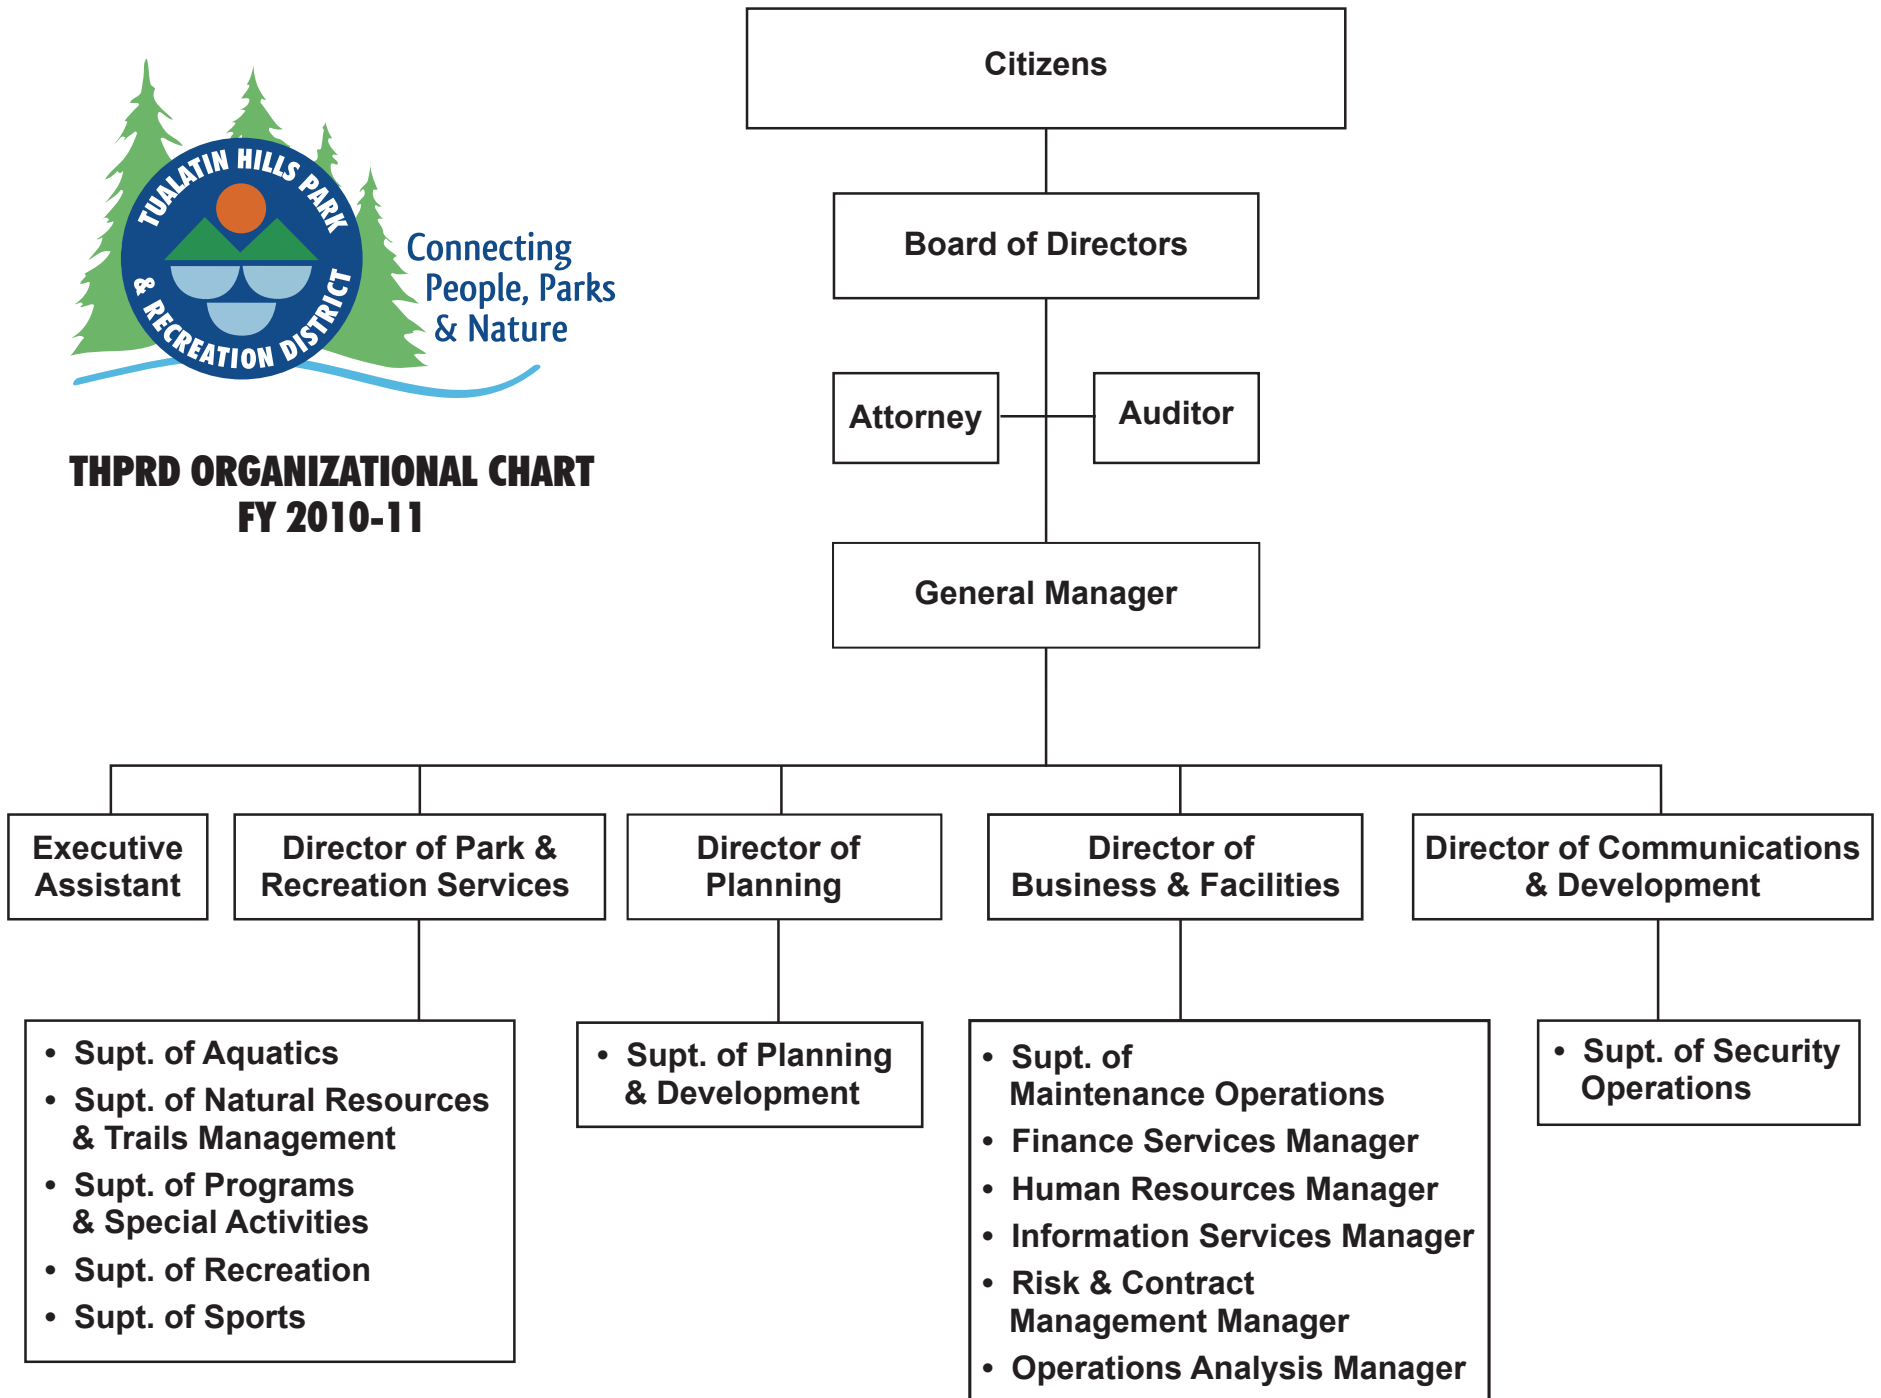 TUALATIN HILLS PARK
& RECREATION DISTRICT
Connecting
People, Parks
& Nature
THPRD ORGANIZATIONAL CHART
FY 2010-11
Citizens
Board of Directors
Attorney
Auditor
General Manager
Executive
Assistant
Director of Park &
Recreation Services
Director of
Planning
Director of
Business & Facilities
Director of Communications
& Development
• Supt. of Aquatics
• Supt. of Natural Resources
& Trails Management
• Supt. of Programs
& Special Activities
• Supt. of Recreation
• Supt. of Sports
• Supt. of Planning
& Development
• Supt. of
Maintenance Operations
• Finance Services Manager
• Human Resources Manager
• Information Services Manager
• Risk & Contract
Management Manager
• Operations Analysis Manager
• Supt. of Security
Operations